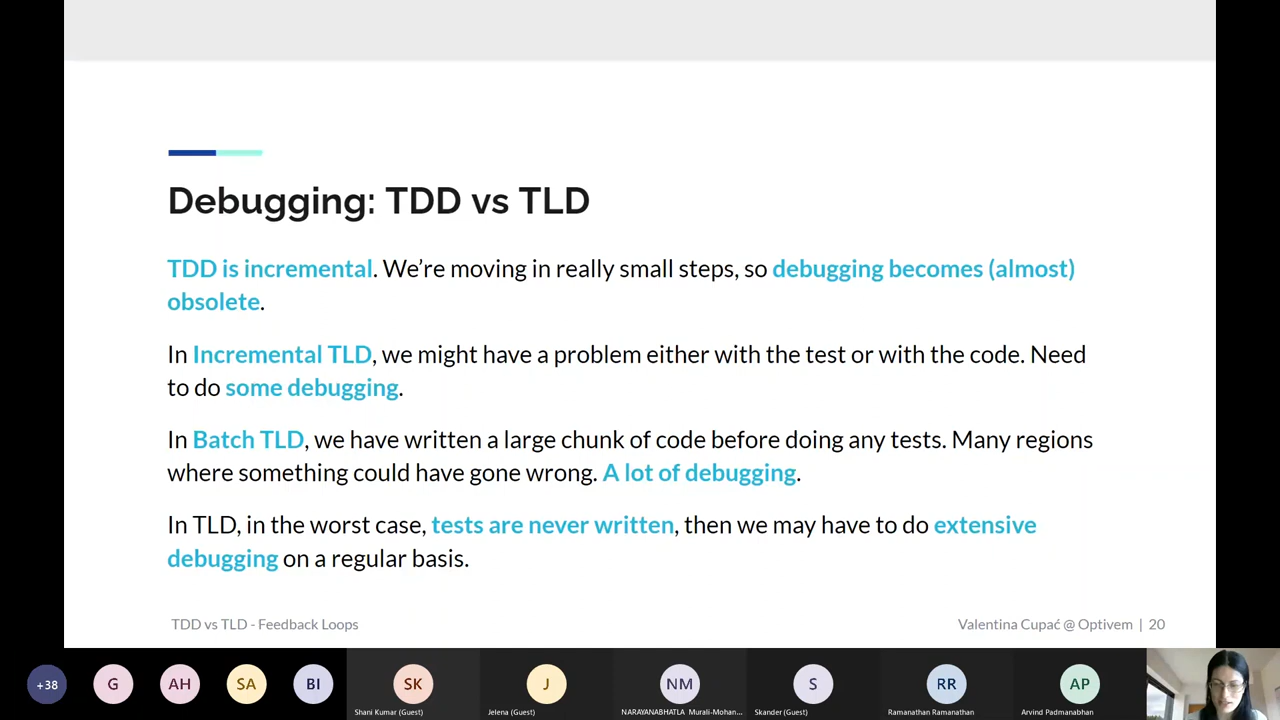 Debugging: TDD vs TLD
TDD is incremental. We're moving in really small steps, so debugging becomes (almost)
obsolete.
In Incremental TLD, we might have a problem either with the test or with the code. Need
to do some debugging.
In Batch TLD, we have written a large chunk of code before doing any tests. Many regions
where something could have gone wrong. A lot of debugging.
In TLD, in the worst case, tests are never written, then we may have to do extensive
debugging on a regular basis.
TDD vs TLD - Feedback Loops
Valentina Cupać @ Optivem | 20
+38
G
AH
SA
BI
SK
J
NM
S
RR
AP
Shani Kumar (Guest)
Jelena (Guest)
NARAYANABHATLA Murali-Mohan...
Skander (Guest)
Ramanathan Ramanathan
Arvind Padmanabhan